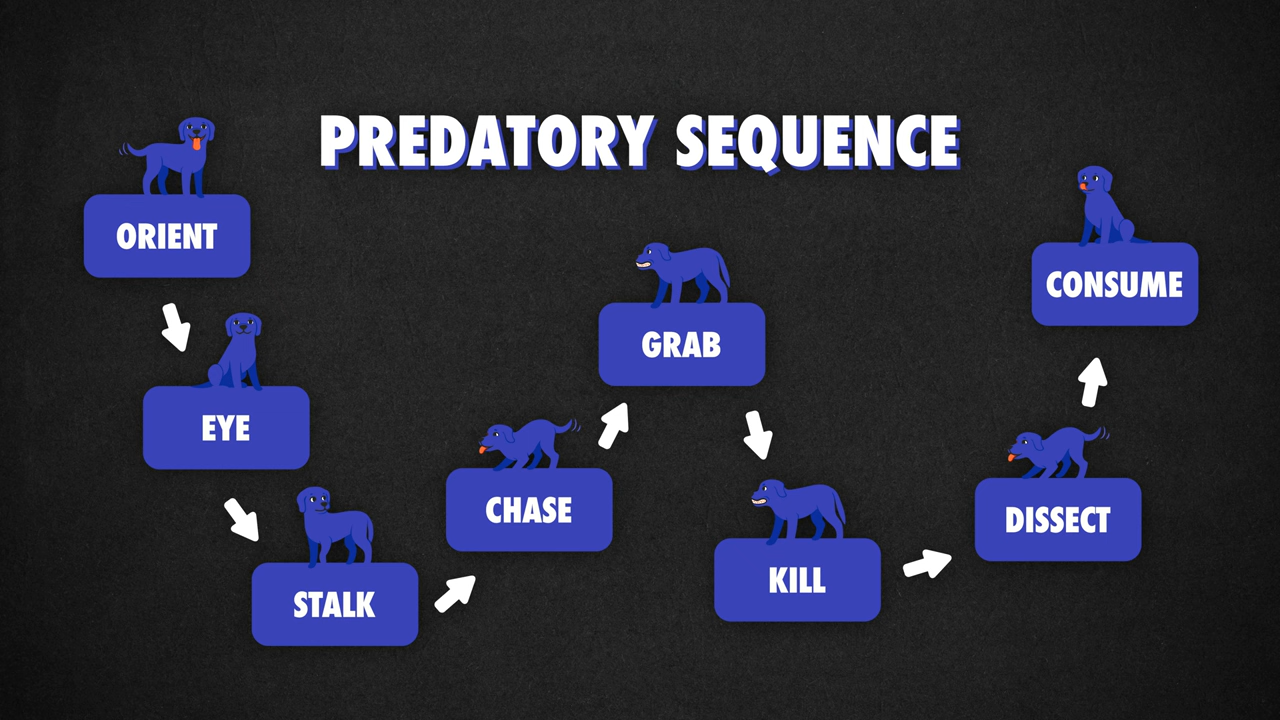 PREDATORY SEQUENCE
ORIENT
EYE
STALK
CHASE
GRAB
KILL
DISSECT
CONSUME